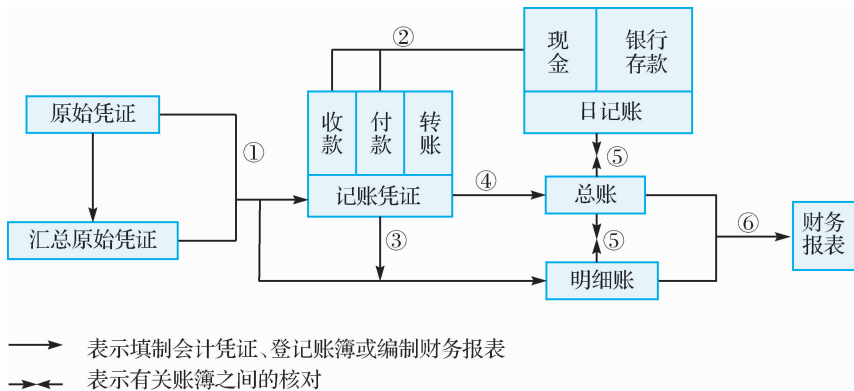 ②
现金
银行存款
日记账
原始凭证
收款
付款
转账
①
⑤
记账凭证
④
总账
汇总原始凭证
③
⑤
⑥
财务报表
明细账
表示填制会计凭证、登记账簿或编制财务报表
表示有关账簿之间的核对